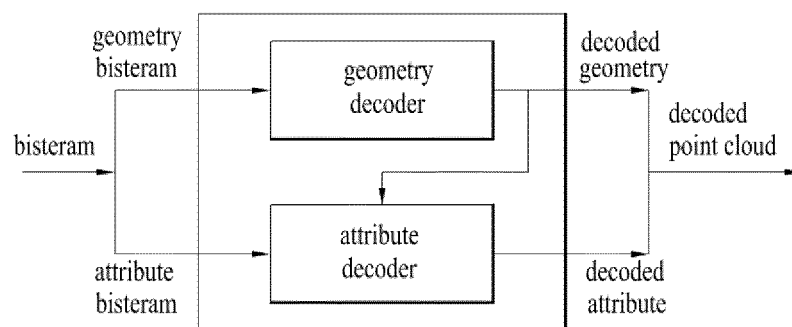 geometry
bisteram
geometry
decoder
decoded
geometry
bisteram
decoded
point cloud
attribute
decoder
attribute
bisteram
decoded
attribute